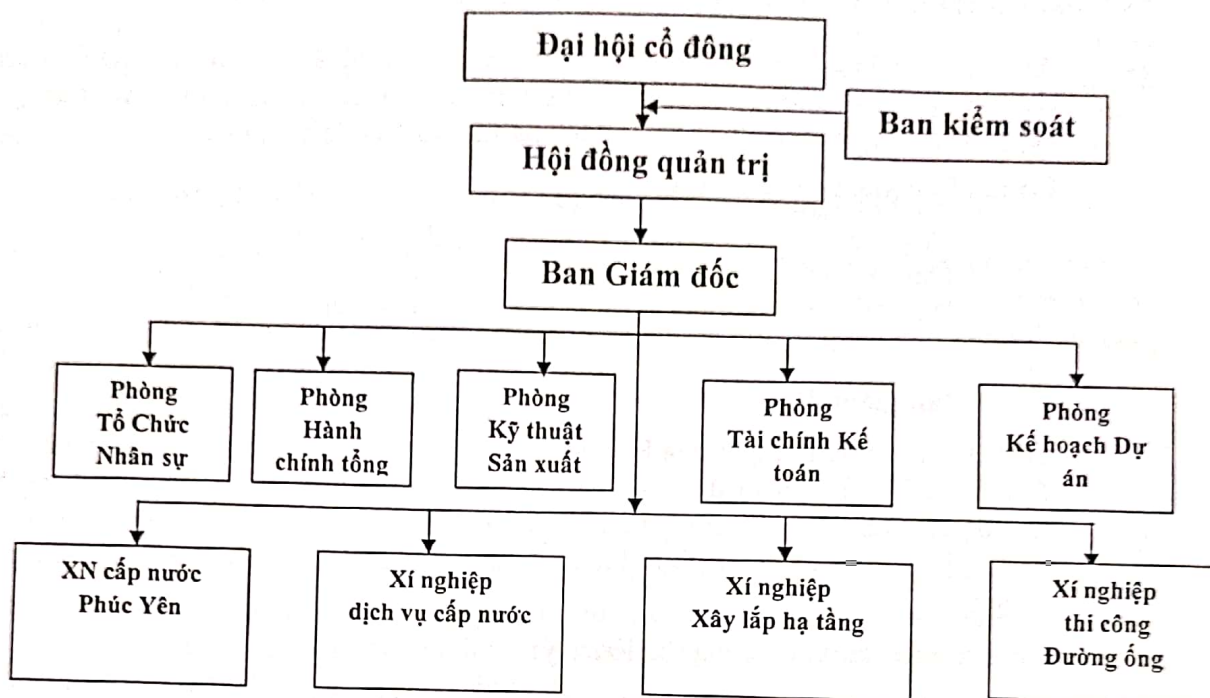 Đại hội cổ đông
Ban kiểm soát
Hội đồng quản trị
Ban Giám đốc
Phòng
Tổ Chức
Nhân sự
Phòng
Hành
chính tổng
Phòng
Kỹ thuật
Sản xuất
Phòng
Tài chính Kế
toán
Phòng
Kế hoạch Dự
án
XN cấp nước
Phúc Yên
Xí nghiệp
dịch vụ cấp nước
Xí nghiệp
Xây lắp hạ tầng
Xí nghiệp
thi công
Đường ống